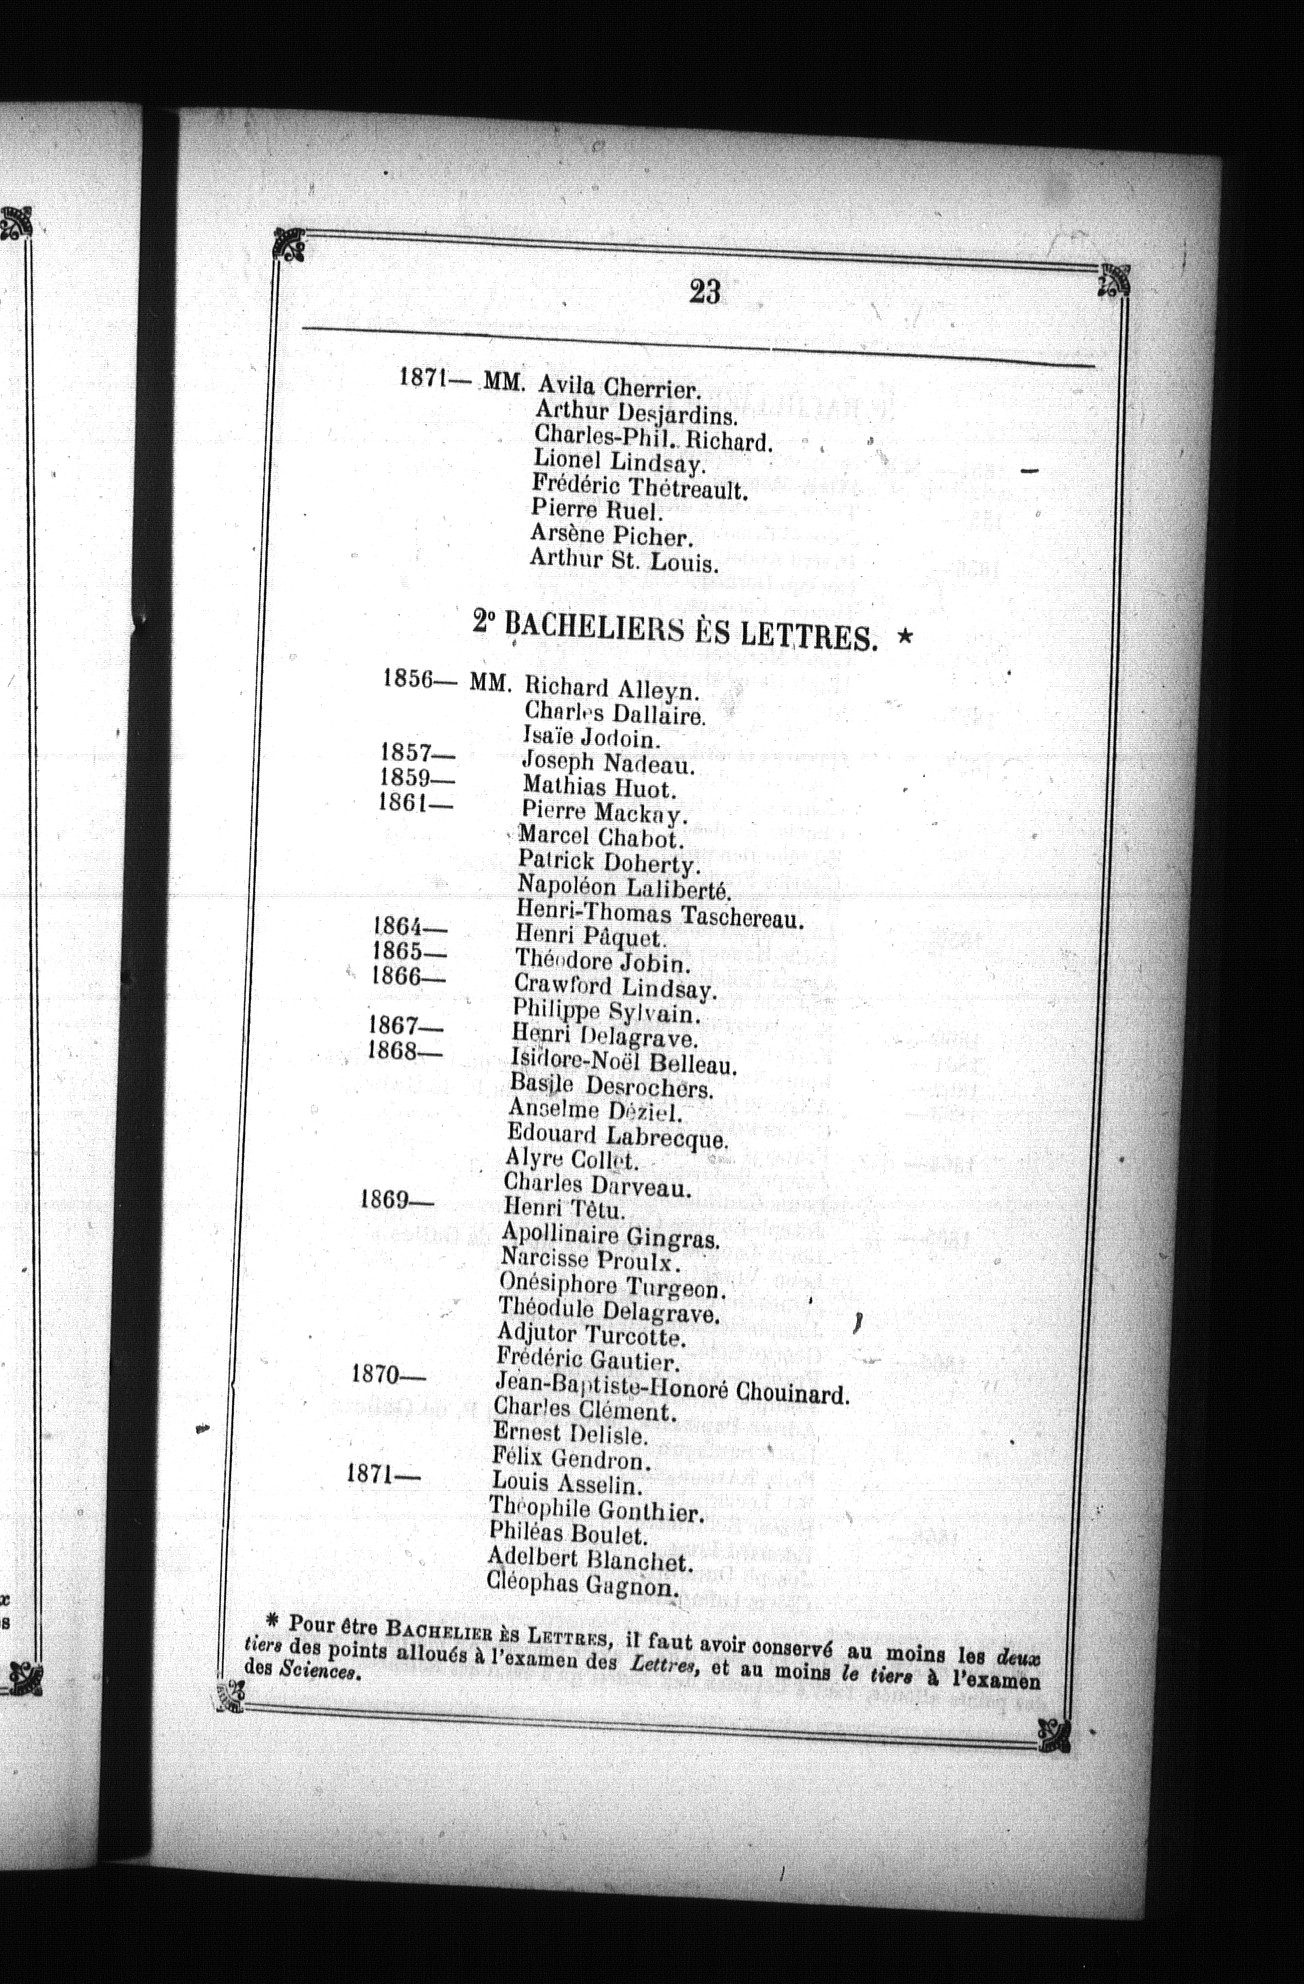 23
1871— MM. Avila Cherrier.
Arthur Desjardins.
Charles-Phil. Richard.
Lionel Lindsay.
Frédéric Thétreault.
Pierre Ruel.
Arsène Picher.
Arthur St. Louis.
2º BACHELIERS ÈS LETTRES. *
1856— MM. Richard Alleyn.
Charles Dallaire.
Isaïe Jodoin.
1857— Joseph Nadeau.
1859— Mathias Huot.
1861— Pierre Mackay.
Marcel Chabot.
Patrick Doherty.
Napoléon Laliberté.
Henri-Thomas Taschereau.
1864— Henri Pâquet.
1865— Théodore Jobin.
1866— Crawford Lindsay.
Philippe Sylvain.
1867— Henri Delagrave.
1868— Isidore-Noël Belleau.
Basile Desrochers.
Anselme Déziel.
Edouard Labrecque.
Alyre Collet.
Charles Darveau.
1869— Henri Têtu.
Apollinaire Gingras.
Narcisse Proulx.
Onésiphore Turgeon.
Théodule Delagrave.
Adjutor Turcotte.
Frédéric Gautier.
1870— Jean-Baptiste-Honoré Chouinard.
Charles Clément.
Ernest Delisle.
Félix Gendron.
1871— Louis Asselin.
Théophile Gonthier.
Philéas Boulet.
Adelbert Blanchet.
Cléophas Gagnon.
* Pour être BACHELIER ÈS LETTRES, il faut avoir conservé au moins les deux
tiers des points alloués à l'examen des Lettres, et au moins le tiers à l'examen
des Sciences.